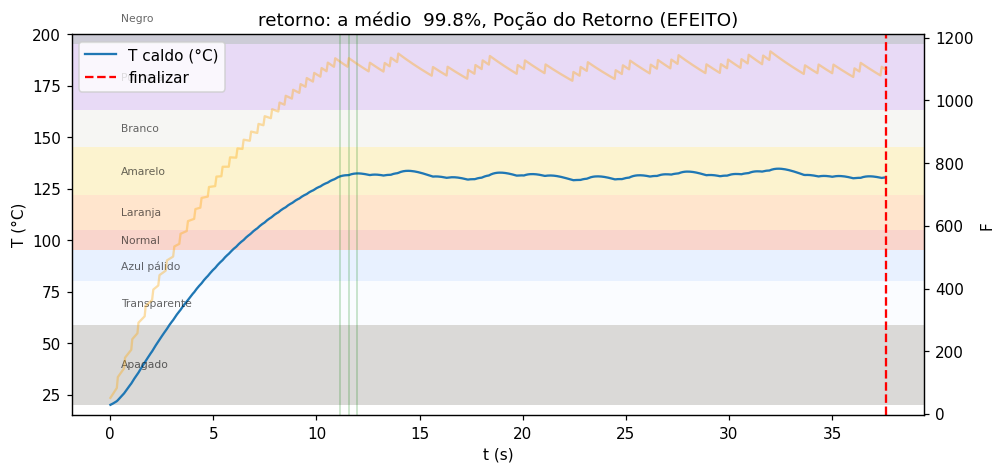 retorno: a médio  99.8%, Poção do Retorno (EFEITO)
Negro
T caldo (°C)
finalizar
Branco
Amarelo
Laranja
Normal
Azul pálido
Transparente
Apagado
T (°C)
200
175
150
125
100
75
50
25
F
1200
1000
800
600
400
200
0
0
5
10
15
20
25
30
35
t (s)